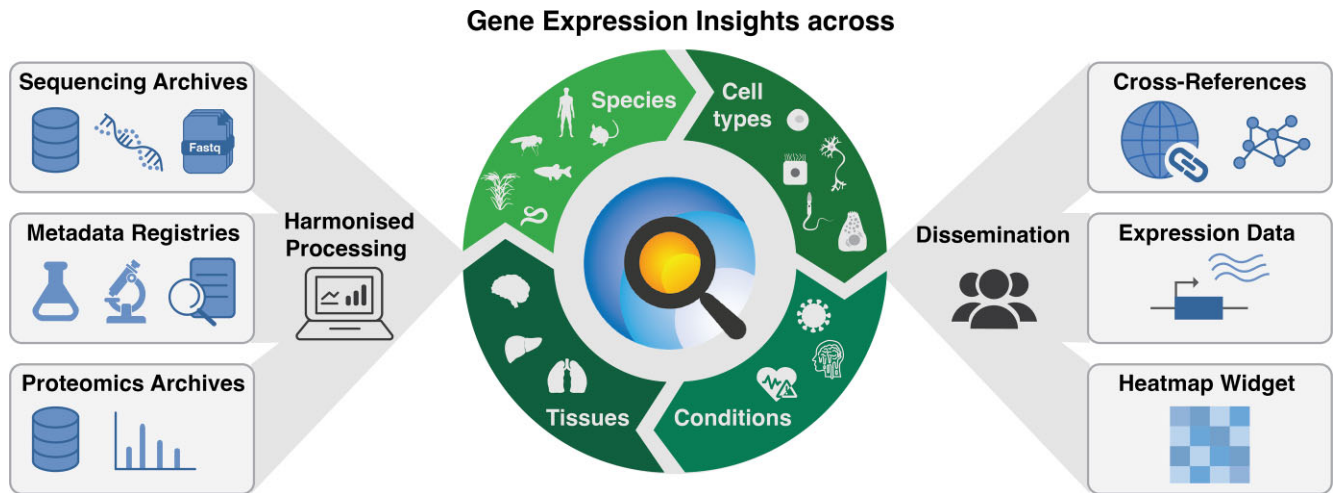 Gene Expression Insights across
Sequencing Archives
Fastq
Metadata Registries
Proteomics Archives
Harmonised
Processing
Species
Cell
types
Tissues
Conditions
Dissemination
Cross-References
Expression Data
Heatmap Widget